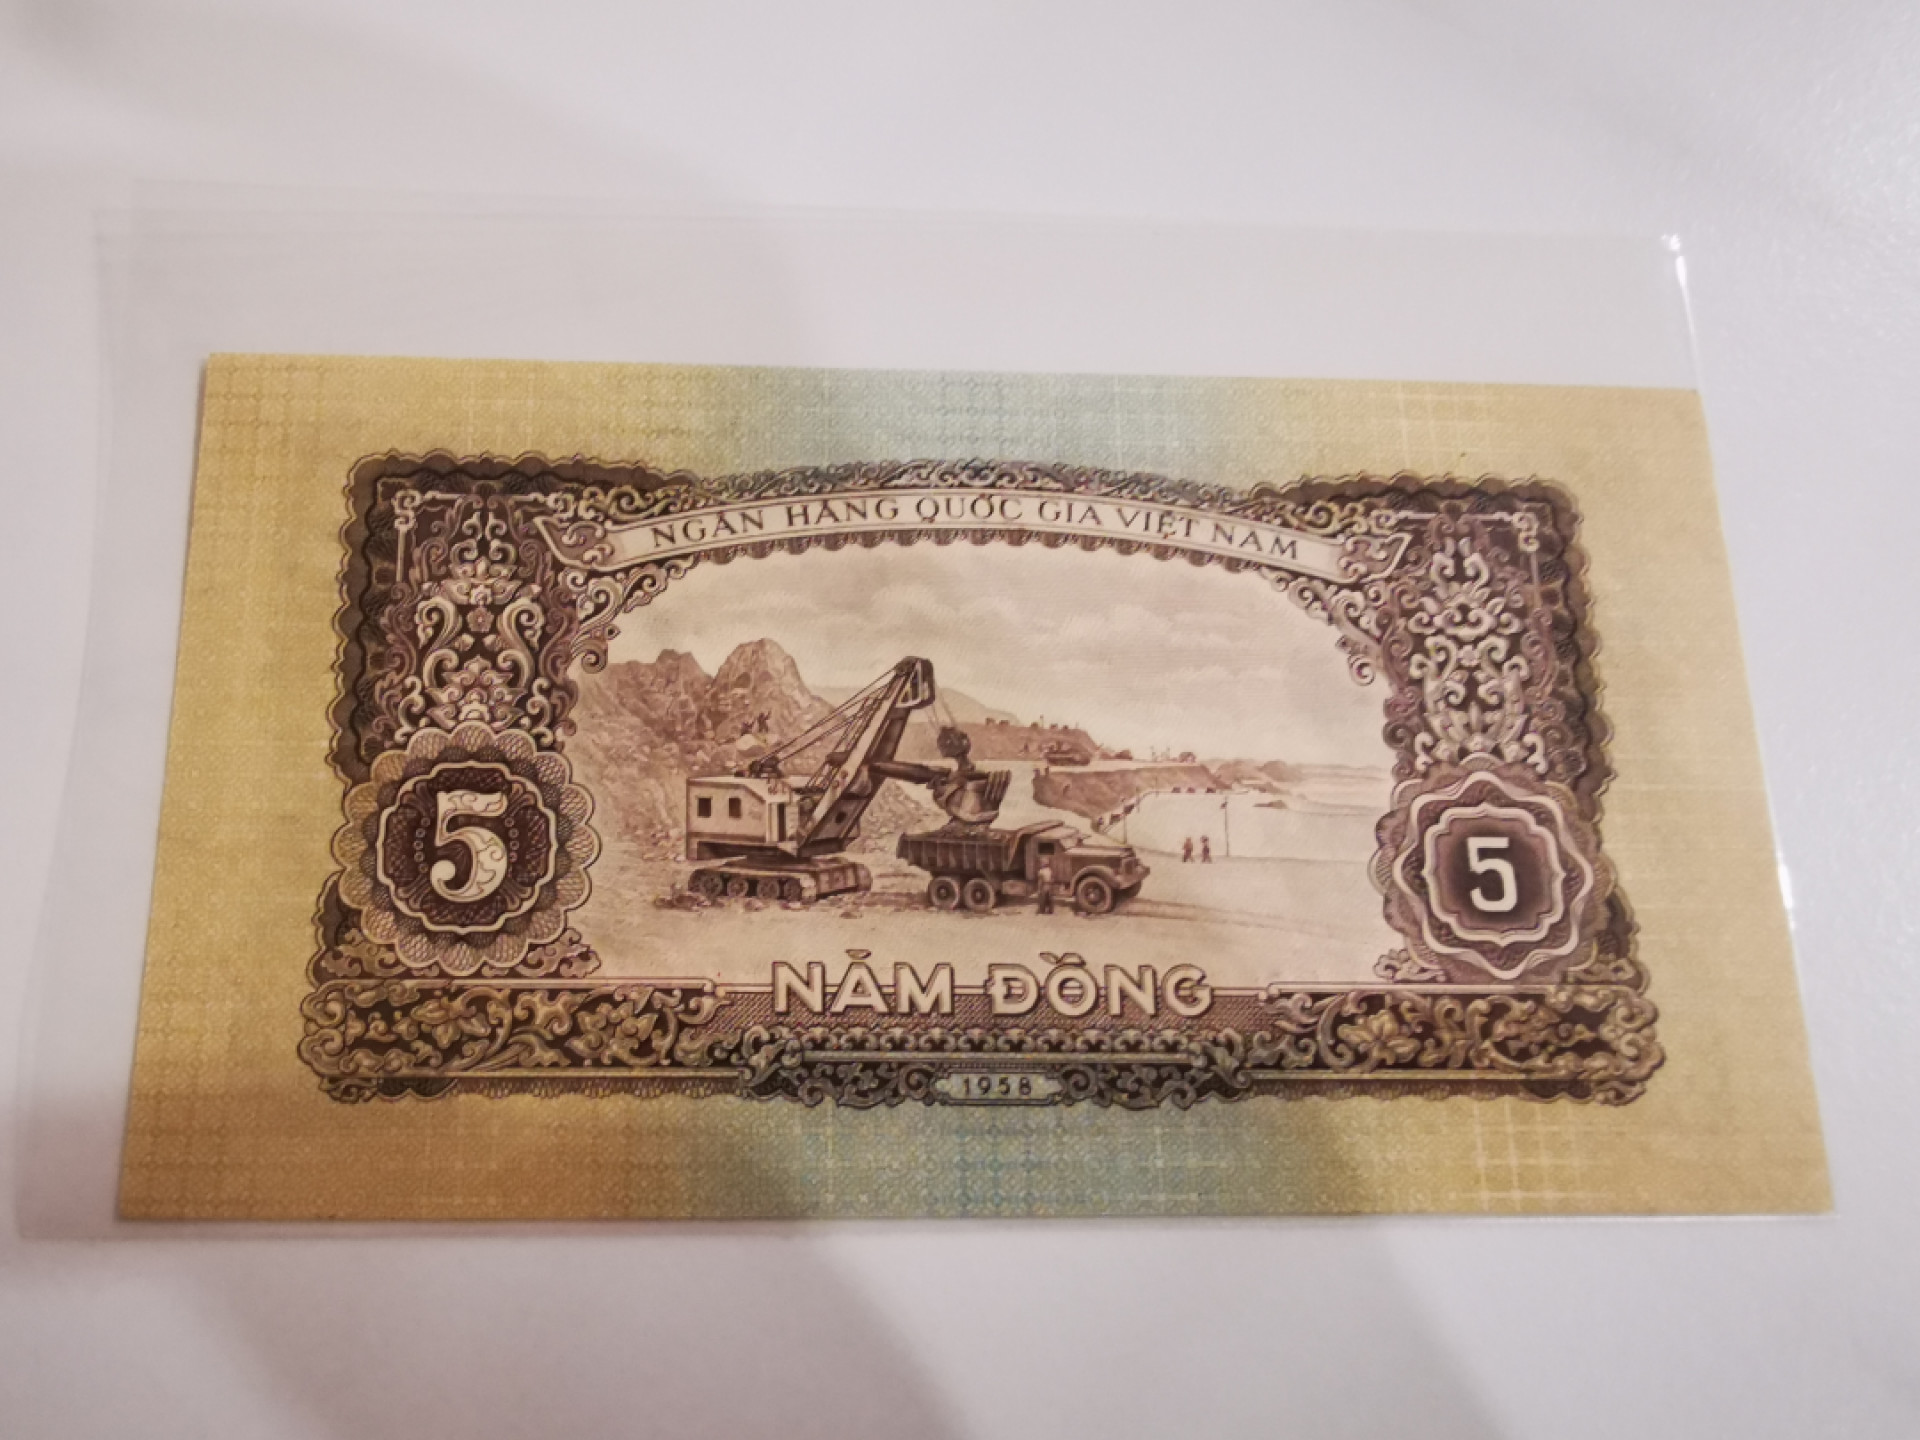 NGÂN HÀNG QUỐC GIA VIỆT NAM
5
5
NĂM ĐỒNG
1958